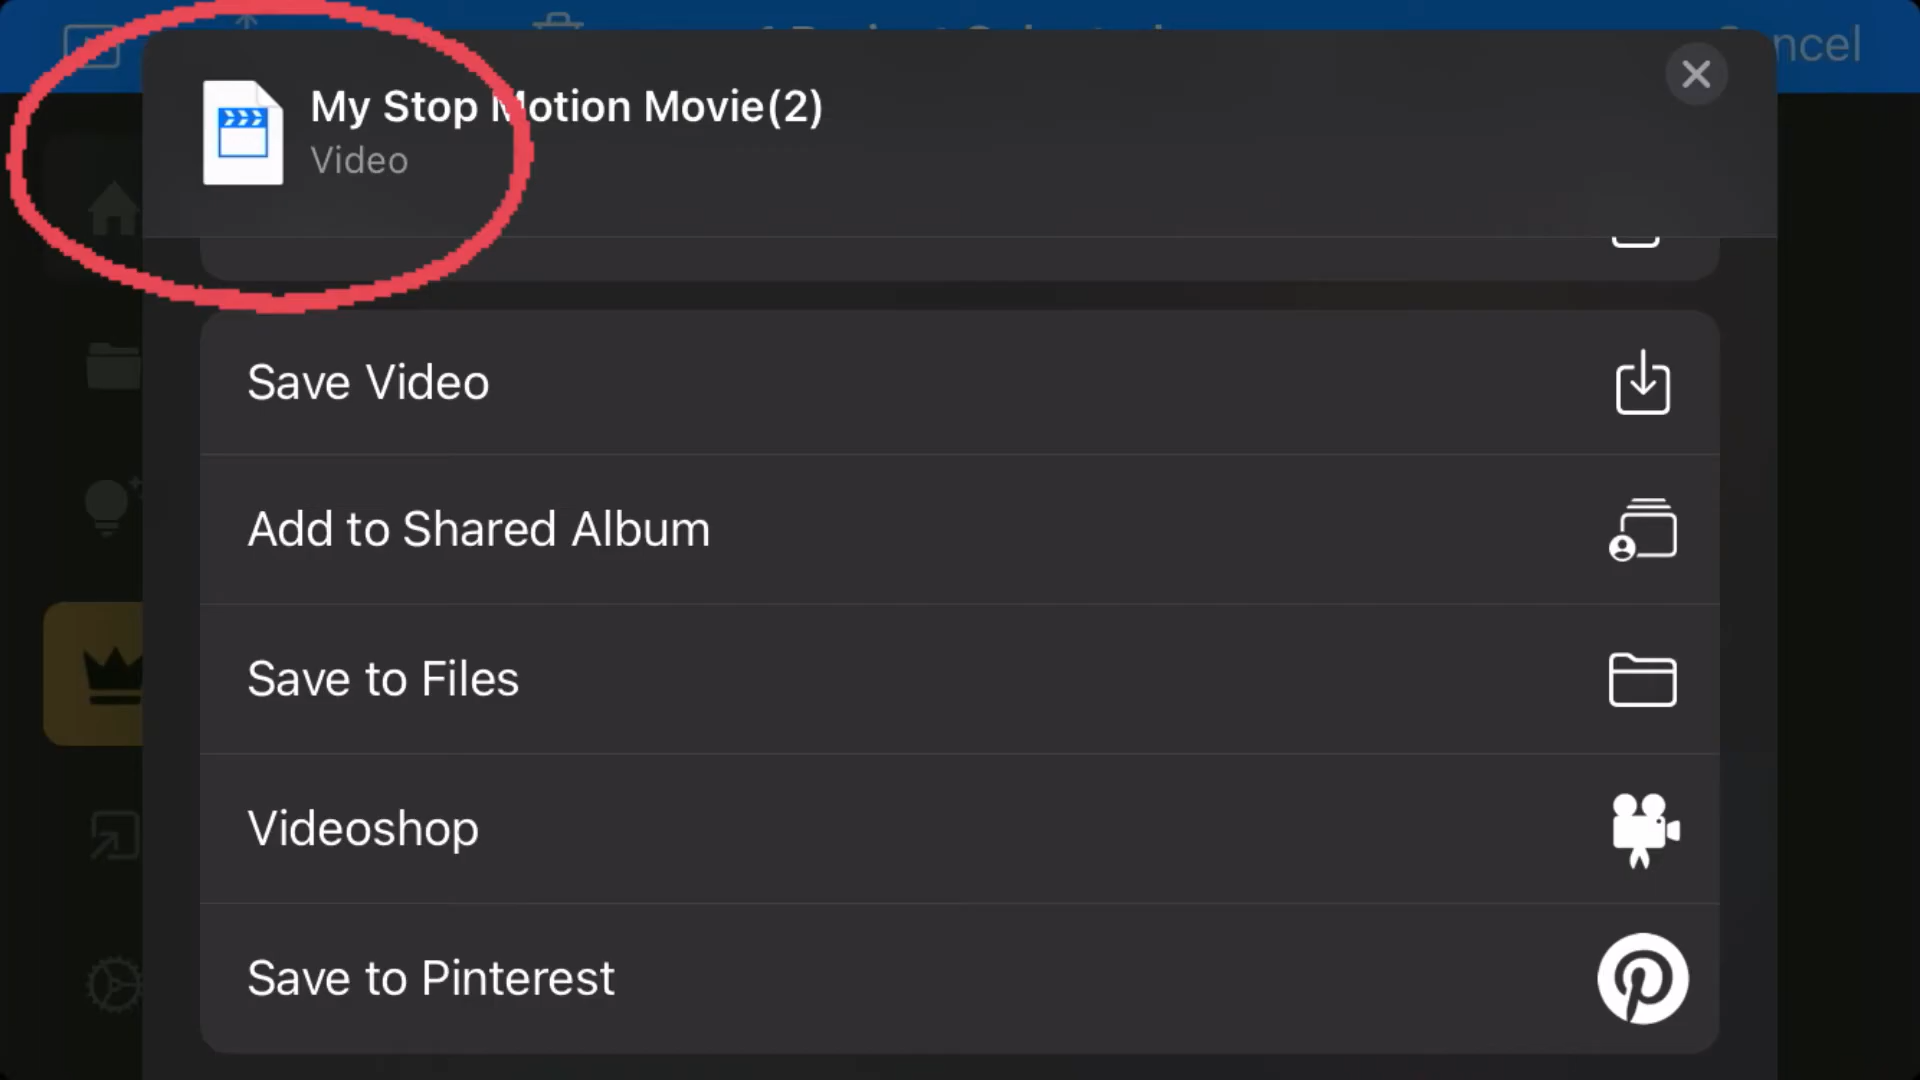 My Stop Motion Movie(2)
Video
Save Video
Add to Shared Album
Save to Files
Videoshop
Save to Pinterest